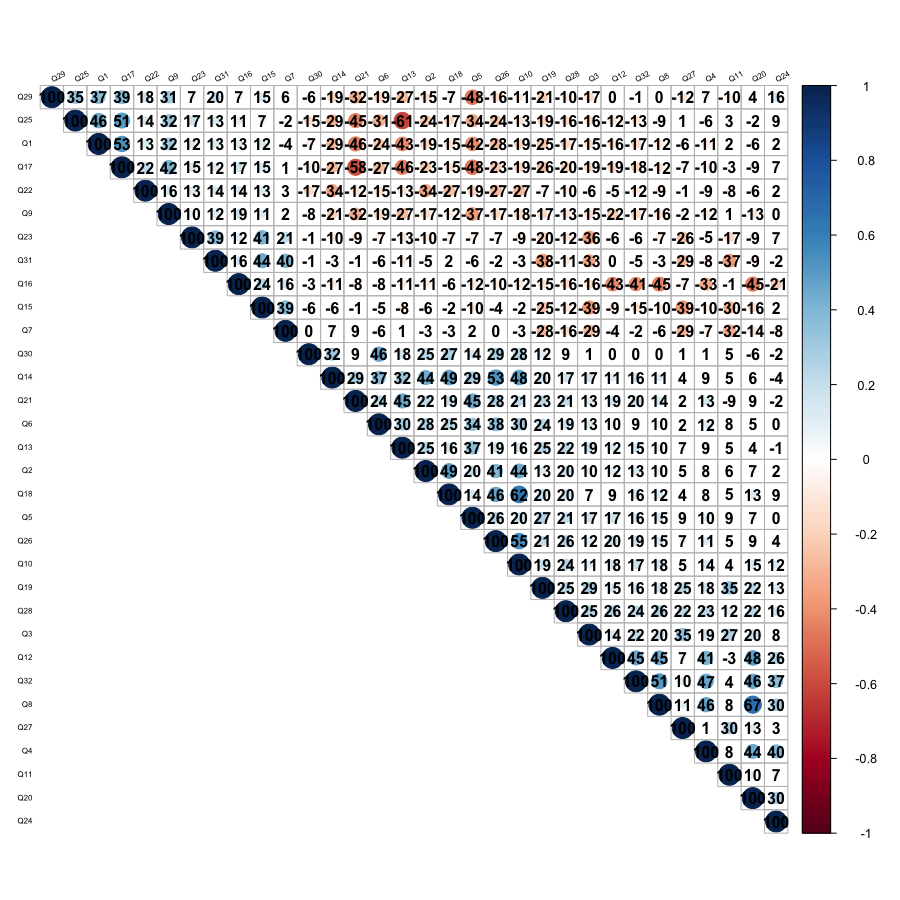 Q29 Q25 Q1 Q17 Q22 Q9 Q23 Q31 Q16 Q15 Q7 Q30 Q14 Q21 Q6 Q13 Q2 Q18 Q5 Q26 Q10 Q19 Q28 Q3 Q12 Q32 Q8 Q27 Q4 Q11 Q20 Q24
Q29 100 35 37 39 18 31 7 20 7 15 6 -6 -19 -32 -19 -27 -15 -7 -48 -16 -11 -21 -10 -17 0 -1 0 -12 7 -10 4 16
Q25 100 46 51 14 32 17 13 11 7 -2 -15 -29 -45 -31 -61 -24 -17 -34 -24 -13 -19 -16 -16 -12 -13 -9 1 -6 3 -2 9
Q1 100 53 13 32 12 13 13 12 -4 -7 -29 -46 -24 -43 -19 -15 -42 -28 -25 -17 -15 -16 -17 -12 -12 -6 -11 2 -6 2
Q17 100 22 42 15 12 17 15 1 -10 -27 -58 -27 -46 -23 -15 -48 -23 -19 -26 -20 -19 -19 -19 -17 -7 -10 -3 -9 7
Q22 100 16 13 14 14 13 3 -17 -34 -12 -15 -13 -34 -27 -19 -27 -27 -7 -10 -6 -5 -12 -9 -1 -9 -8 -6 2
Q9 100 10 12 19 11 2 -8 -21 -32 -19 -27 -17 -12 -37 -17 -18 -17 -13 -15 -22 -17 -16 -2 -12 1 -13 0
Q23 100 39 12 41 21 -1 -10 -9 -7 -13 -10 -7 -7 -7 -9 -20 -12 -36 -6 -6 -7 -26 -5 -17 -9 7
Q31 100 16 44 40 -1 -3 -1 -6 -11 -5 2 -6 -2 -3 -38 -11 -33 0 -5 -3 -29 -8 -37 -9 -2
Q16 100 24 16 -3 -11 -8 -8 -11 -11 -6 -12 -10 -12 -15 -16 -16 -43 -41 -45 -7 -33 -1 -45 -21
Q15 100 39 -6 -6 -1 -5 -8 -6 -2 -10 -4 -2 -25 -12 -39 -9 -15 -10 -39 -10 -30 -16 2
Q7 100 0 7 9 -6 1 -3 -3 2 0 -3 -28 -16 -29 -4 -2 -6 -29 -7 -32 -14 -8
Q30 100 32 9 46 18 25 27 14 29 28 12 9 1 0 0 0 1 1 5 -6 -2
Q14 100 29 37 32 44 49 29 53 48 20 17 17 11 16 11 4 9 5 6 -4
Q21 100 24 45 22 19 45 28 21 23 21 13 19 20 14 2 13 -9 9 -2
Q6 100 30 28 25 34 38 30 24 19 13 10 9 10 2 12 8 5 0
Q13 100 25 16 37 19 16 25 22 19 12 15 10 7 9 5 4 -1
Q2 100 49 20 41 44 13 20 10 12 13 10 5 8 6 7 2
Q18 100 14 46 62 20 20 7 9 16 12 4 8 5 13 9
Q5 100 26 20 27 21 17 17 16 15 9 10 9 7 0
Q26 100 55 21 26 12 20 19 15 7 11 5 9 4
Q10 100 19 24 11 18 17 18 5 14 4 15 12
Q19 100 25 29 15 16 18 25 18 35 22 13
Q28 100 25 26 24 26 22 23 12 22 16
Q3 100 14 22 20 35 19 27 20 8
Q12 100 45 45 7 41 -3 48 26
Q32 100 51 10 47 4 46 37
Q8 100 11 46 8 67 30
Q27 100 1 30 13 3
Q4 100 8 44 40
Q11 100 10 7
Q20 100 30
Q24 100
1
0.8
0.6
0.4
0.2
0
-0.2
-0.4
-0.6
-0.8
-1